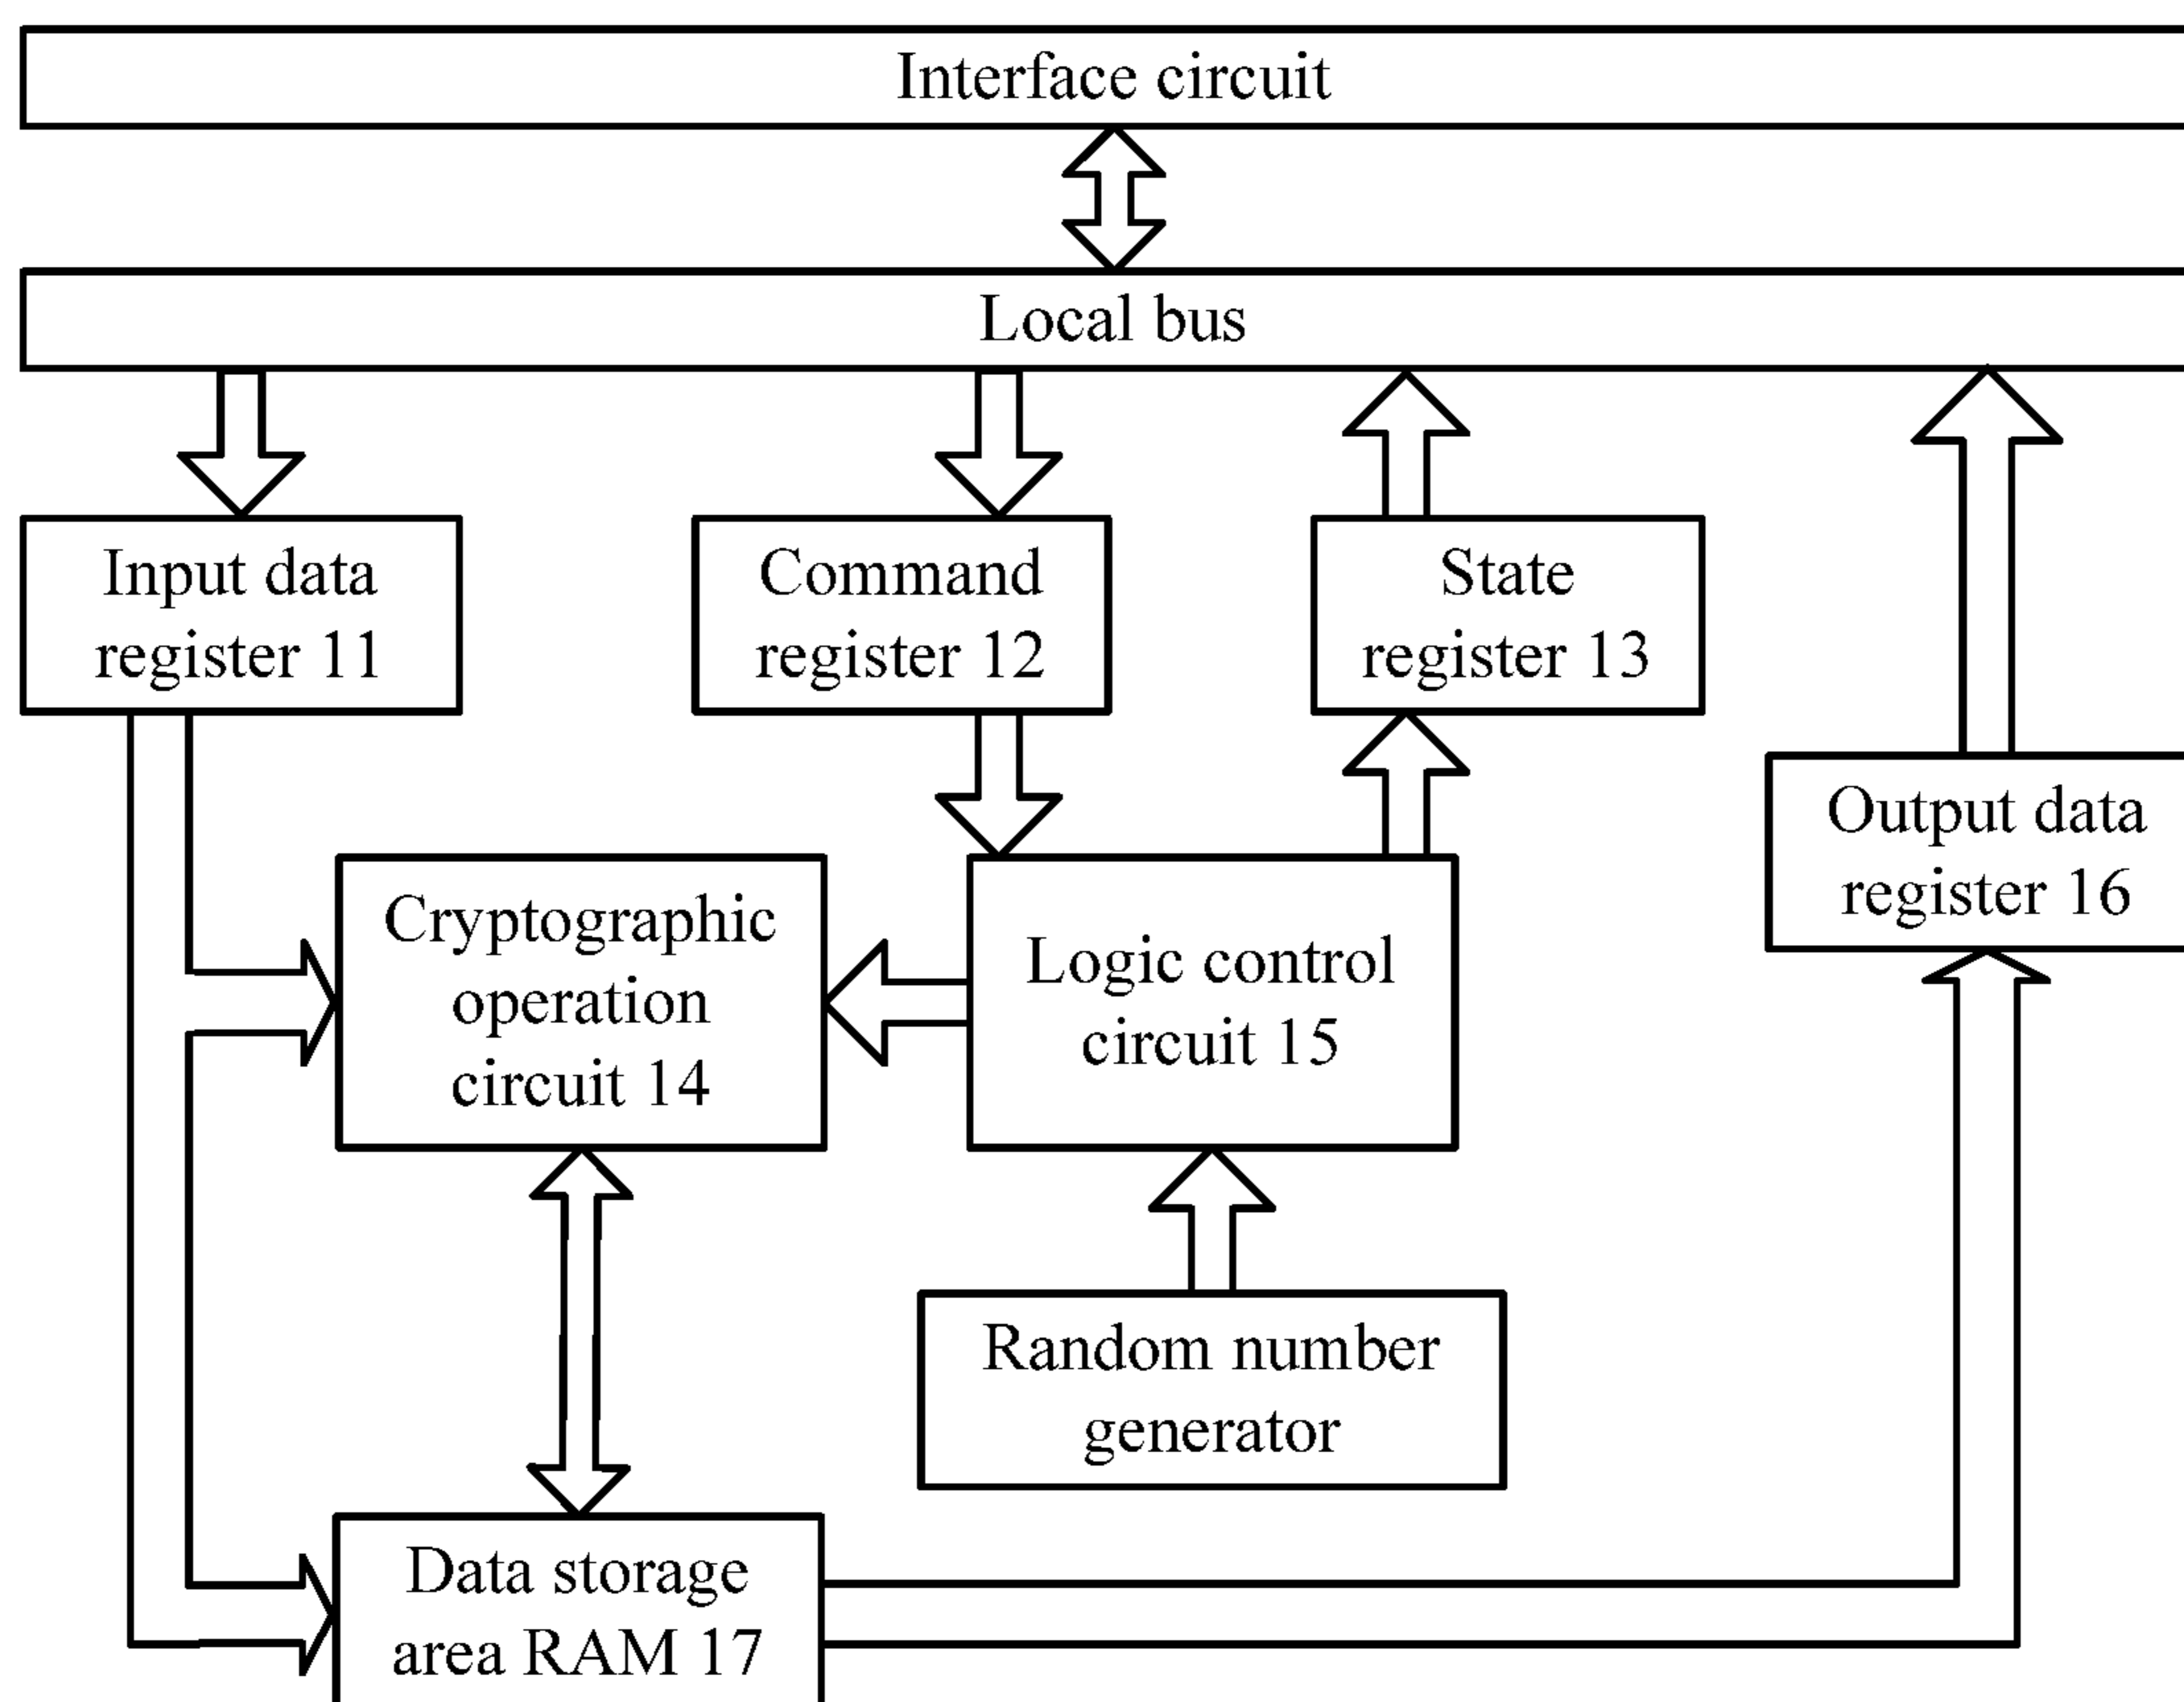 Interface circuit
Local bus
Input data
register 11
Command
register 12
State
register 13
Output data
register 16
Cryptographic
operation
circuit 14
Logic control
circuit 15
Random number
generator
Data storage
area RAM 17